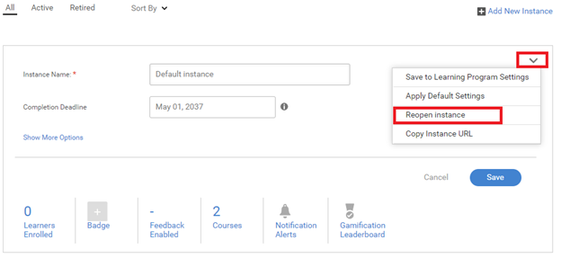 All Active Retired Sort By
Add New Instance
Instance Name: * Default instance
Save to Learning Program Settings
Completion Deadline May 01, 2037
Apply Default Settings
Reopen instance
Show More Options
Copy Instance URL
Cancel Save
0 + - 2
Learners Enrolled
Badge
Feedback Enabled
Courses
Notification Alerts
Gamification Leaderboard